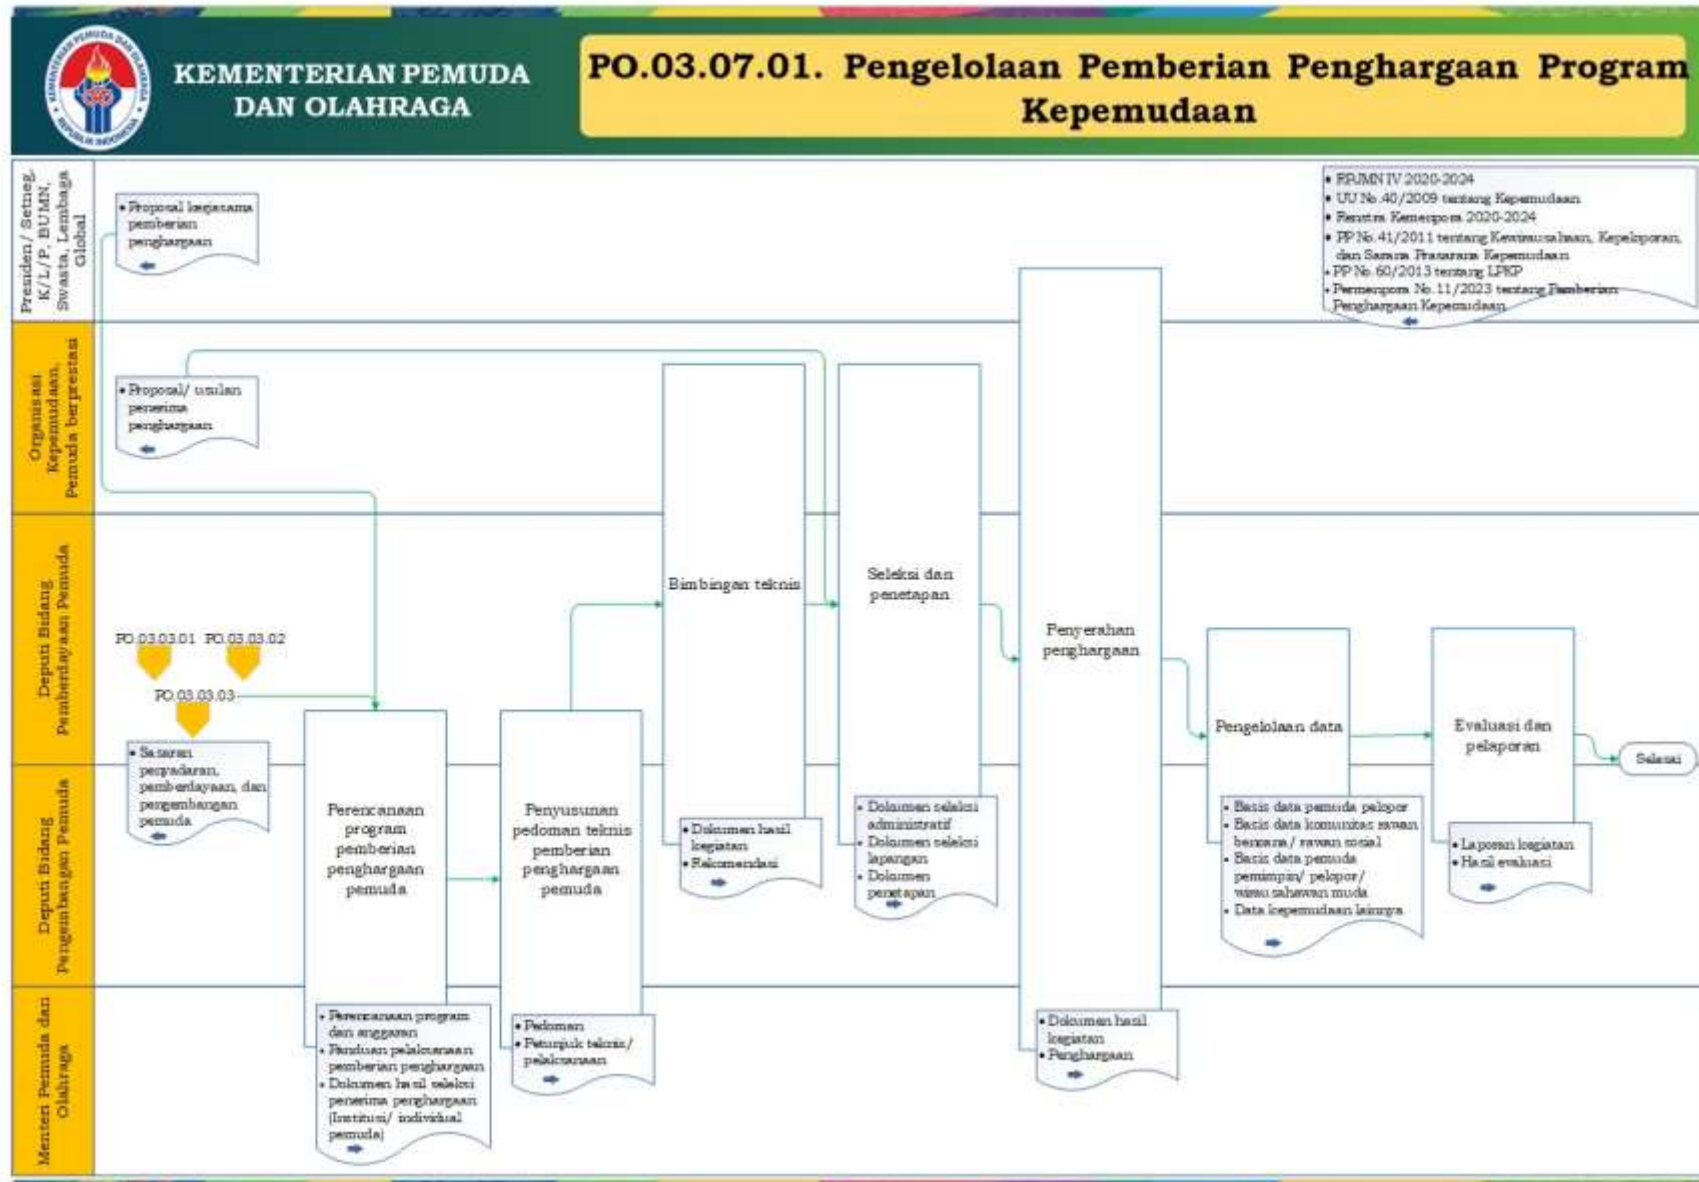 KEMENTERIAN PEMUDA DAN OLAHRAGA
REPUBLIK INDONESIA
KEMENTERIAN PEMUDA
DAN OLAHRAGA
PO.03.07.01. Pengelolaan Pemberian Penghargaan Program
Kepemudaan
Presiden/ Setneg,
K/L/P, BUMN,
Swasta, Lembaga
Global
• Proposal kerjasama
pemberian
penghargaan
• RPJMN IV 2020-2024
• UU No.40/2009 tentang Kepemudaan
• Renstra Kemenpora 2020-2024
• PP No.41/2011 tentang Kewirausahaan, Kepeloporan,
dan Sarana Prasarana Kepemudaan
• PP No.60/2013 tentang LPKP
• Permenpora No.11/2023 tentang Pemberian
Penghargaan Kepemudaan
Organisasi
Kepemudaan,
Pemuda berprestasi
• Proposal/ usulan
penerima
penghargaan
Deputi Bidang
Pemberdayaan Pemuda
PO.03.03.01 PO.03.03.02
PO.03.03.03
• Sasaran
penyadaran,
pemberdayaan, dan
pengembangan
pemuda
Deputi Bidang
Pengembangan Pemuda
Perencanaan
program
pemberian
penghargaan
pemuda
Penyusunan
pedoman teknis
pemberian
penghargaan
pemuda
Bimbingan teknis
Seleksi dan
penetapan
Penyerahan
penghargaan
Pengelolaan data
Evaluasi dan
pelaporan
Selesai
• Dokumen hasil
kegiatan
• Rekomendasi
• Dokumen seleksi
administratif
• Dokumen seleksi
lapangan
• Dokumen
penetapan
• Basis data pemuda pelopor
• Basis data komunitas rawan
bencana/ rawan sosial
• Basis data pemuda
pemimpin/ pelopor/
wirausahawan muda
• Data kepemudaan lainnya
• Laporan kegiatan
• Hasil evaluasi
Menteri Pemuda dan
Olahraga
• Perencanaan program
dan anggaran
• Panduan pelaksanaan
pemberian penghargaan
• Dokumen hasil seleksi
penerima penghargaan
(Institusi/ individual
pemuda)
• Pedoman
• Petunjuk teknis/
pelaksanaan
• Dokumen hasil
kegiatan
• Penghargaan